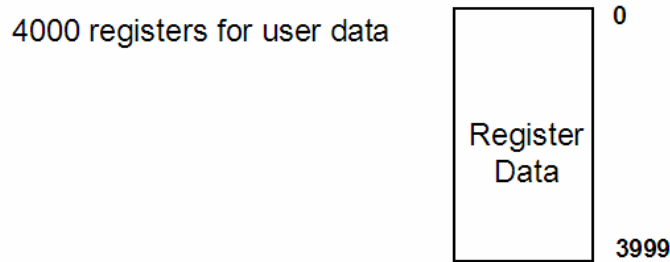 4000 registers for user data
0
Register
Data
3999